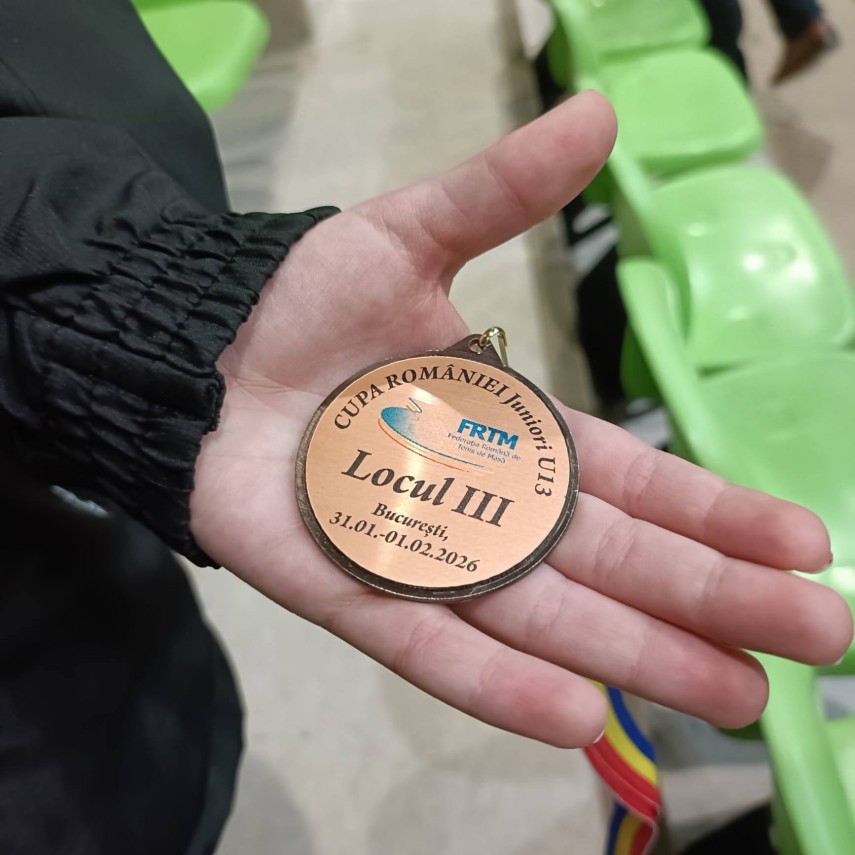 CUPA ROMÂNIEI Juniori U13
FRTM
Federația Română de
Tenis de Masă
Locul III
București,
31.01.-01.02.2026